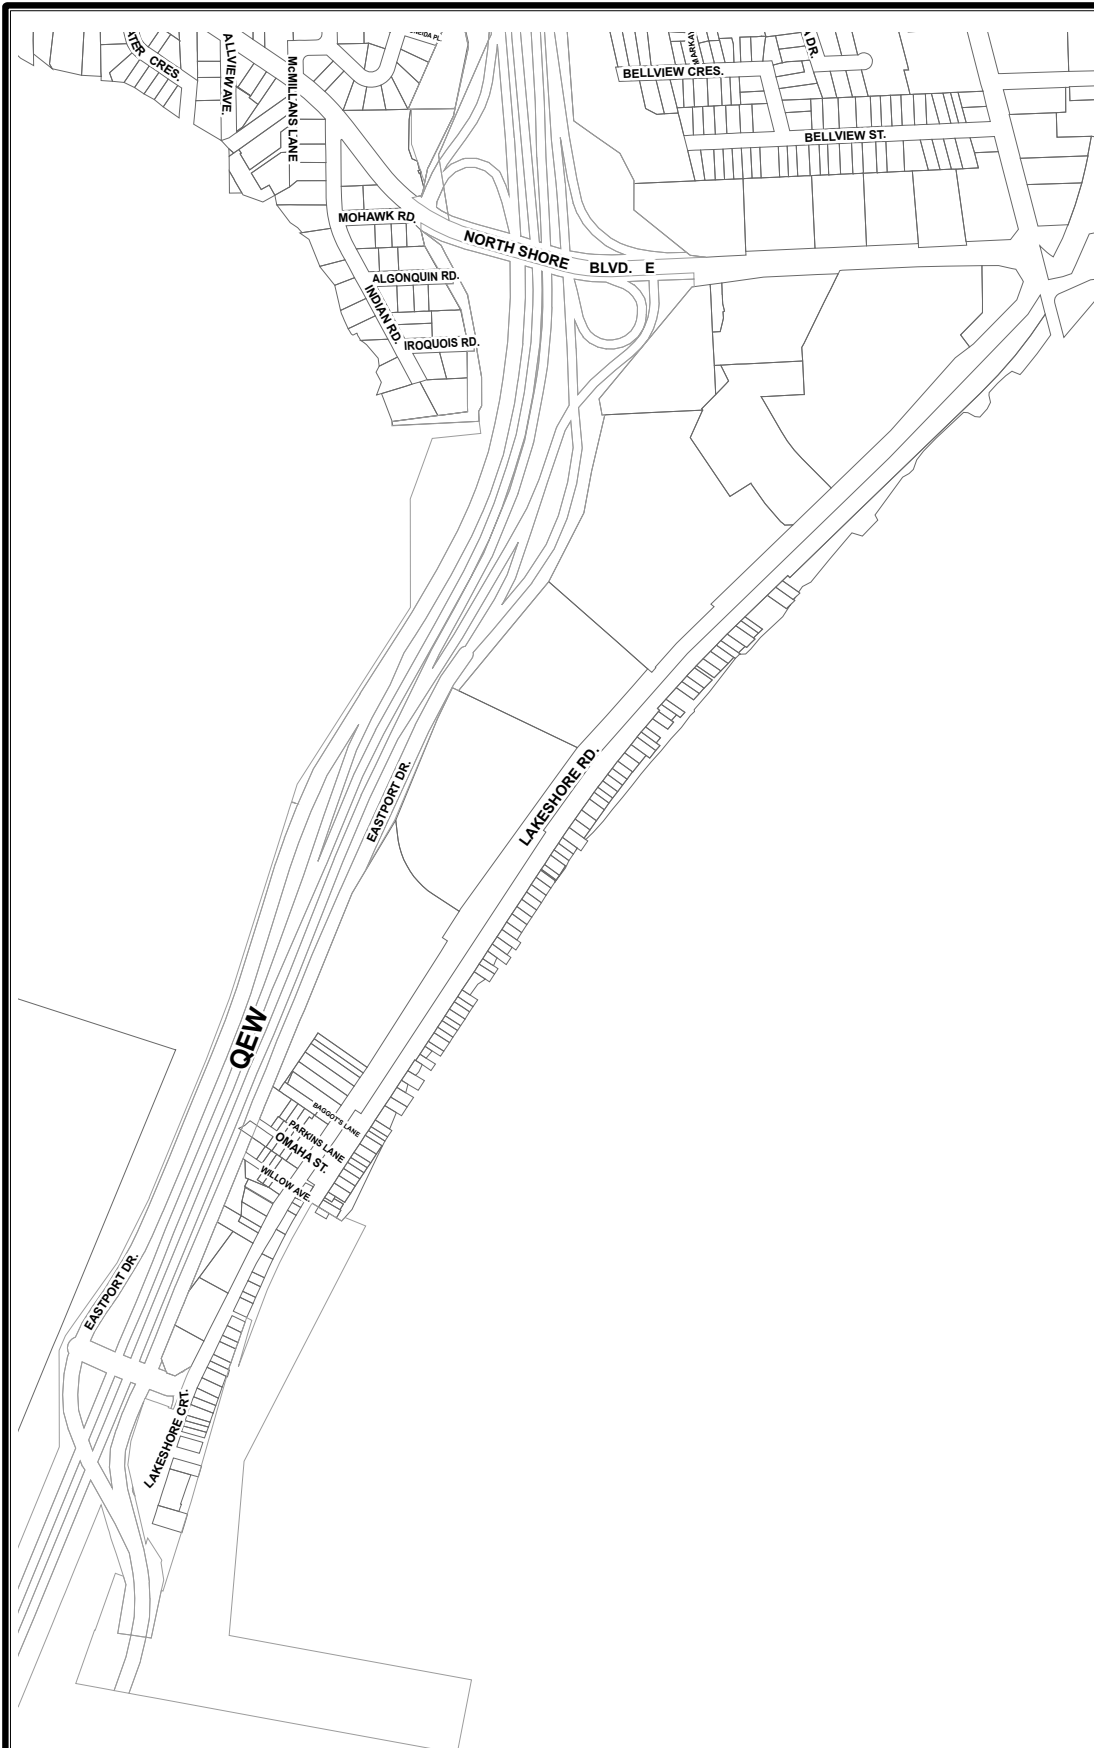 CRES.
ALLVIEW AVE.
McMILLANS LANE
BELLVIEW CRES.
DR.
BELLVIEW ST.
MOHAWK RD.
NORTH SHORE BLVD. E
ALGONQUIN RD.
INDIAN RD.
IROQUOIS RD.
LAKESHORE RD.
EASTPORT DR.
QEW
BAGGOT'S LANE
PARKINS LANE
OMAHA ST.
WILLOW AVE.
EASTPORT DR.
LAKESHORE CRT.